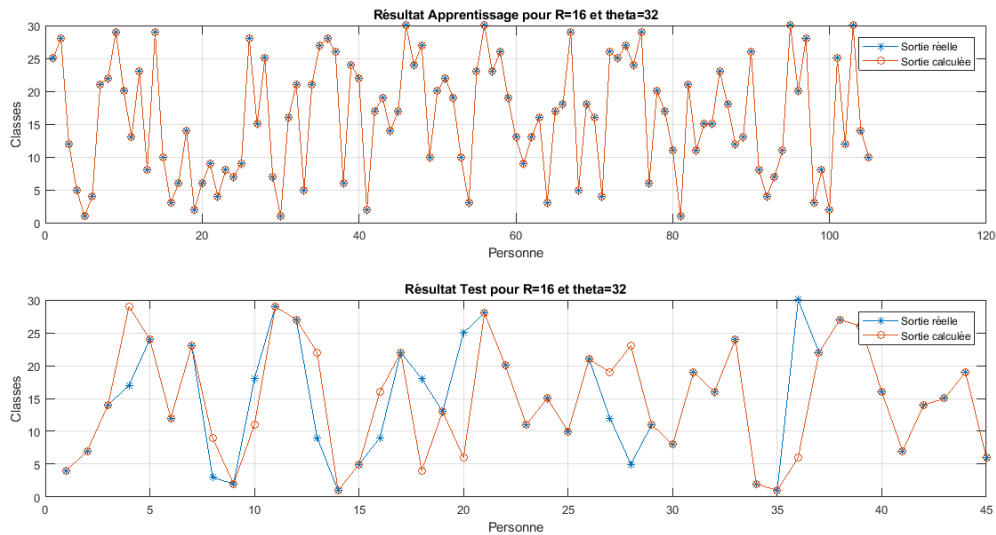 Résultat Apprentissage pour R=16 et theta=32
30
25
20
15
10
5
0
Classes
Sortie réelle
Sortie calculée
0 20 40 60 80 100 120
Personne
Résultat Test pour R=16 et theta=32
30
25
20
15
10
5
0
Classes
Sortie réelle
Sortie calculée
0 5 10 15 20 25 30 35 40 45
Personne